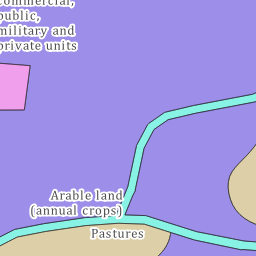 commercial,
public,
military and
private units
Arable land
(annual crops)
Pastures